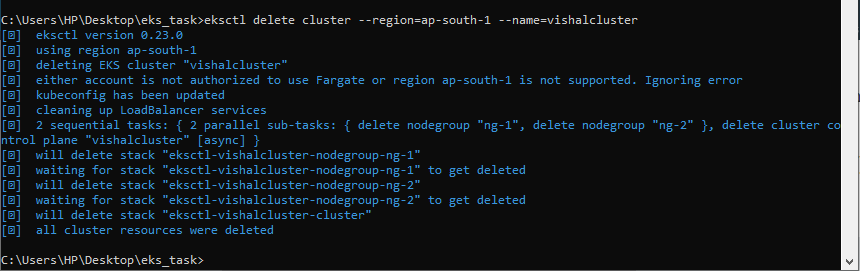 C:\Users\HP\Desktop\eks_task>eksctl delete cluster --region=ap-south-1 --name=vishalcluster
[⍰]  eksctl version 0.23.0
[⍰]  using region ap-south-1
[⍰]  deleting EKS cluster "vishalcluster"
[⍰]  either account is not authorized to use Fargate or region ap-south-1 is not supported. Ignoring error
[⍰]  kubeconfig has been updated
[⍰]  cleaning up LoadBalancer services
[⍰]  2 sequential tasks: { 2 parallel sub-tasks: { delete nodegroup "ng-1", delete nodegroup "ng-2" }, delete cluster co
ntrol plane "vishalcluster" [async] }
[⍰]  will delete stack "eksctl-vishalcluster-nodegroup-ng-1"
[⍰]  waiting for stack "eksctl-vishalcluster-nodegroup-ng-1" to get deleted
[⍰]  will delete stack "eksctl-vishalcluster-nodegroup-ng-2"
[⍰]  waiting for stack "eksctl-vishalcluster-nodegroup-ng-2" to get deleted
[⍰]  will delete stack "eksctl-vishalcluster-cluster"
[⍰]  all cluster resources were deleted
C:\Users\HP\Desktop\eks_task>